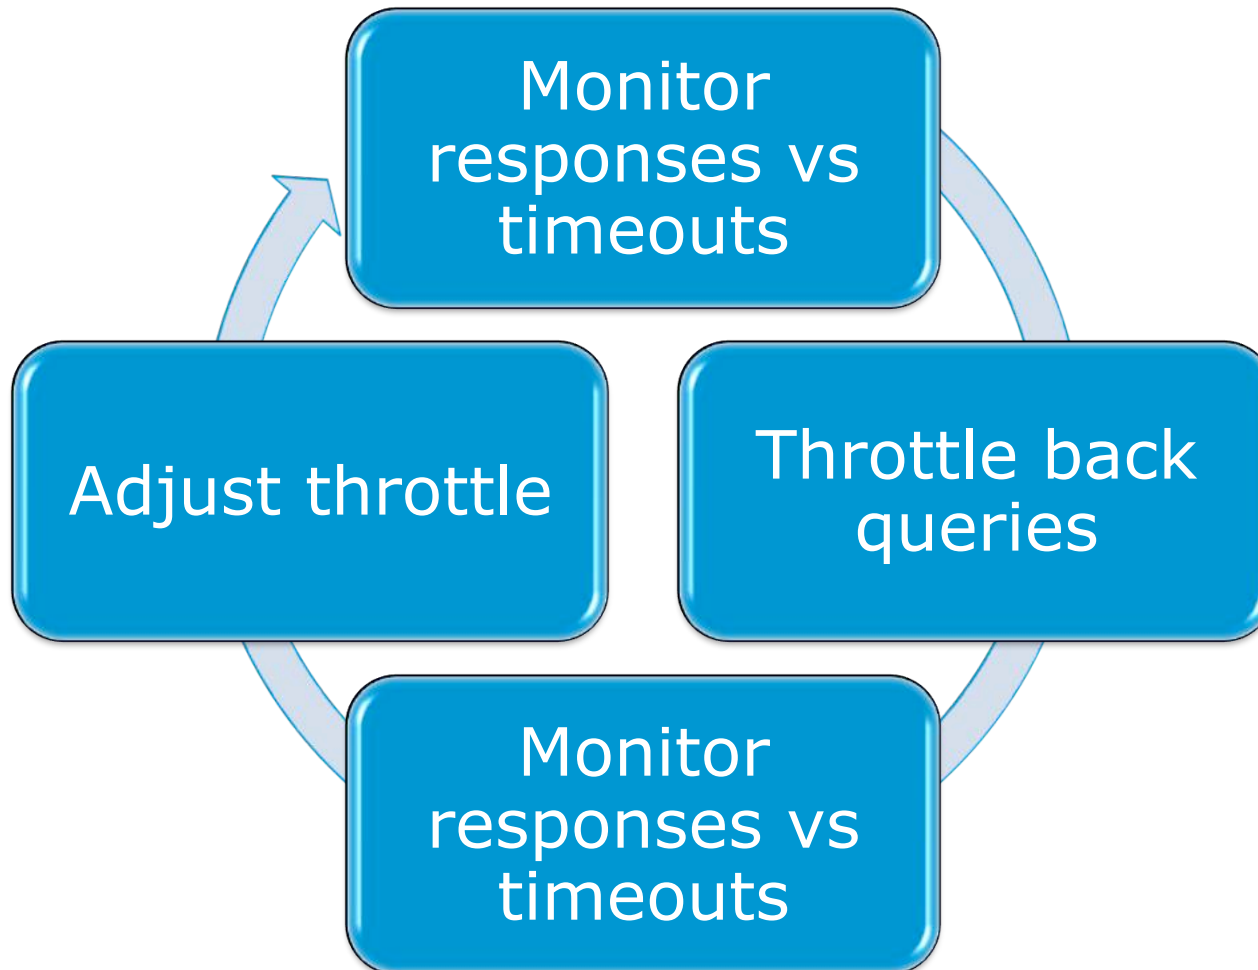 Monitor
responses vs
timeouts
Throttle back
queries
Monitor
responses vs
timeouts
Adjust throttle